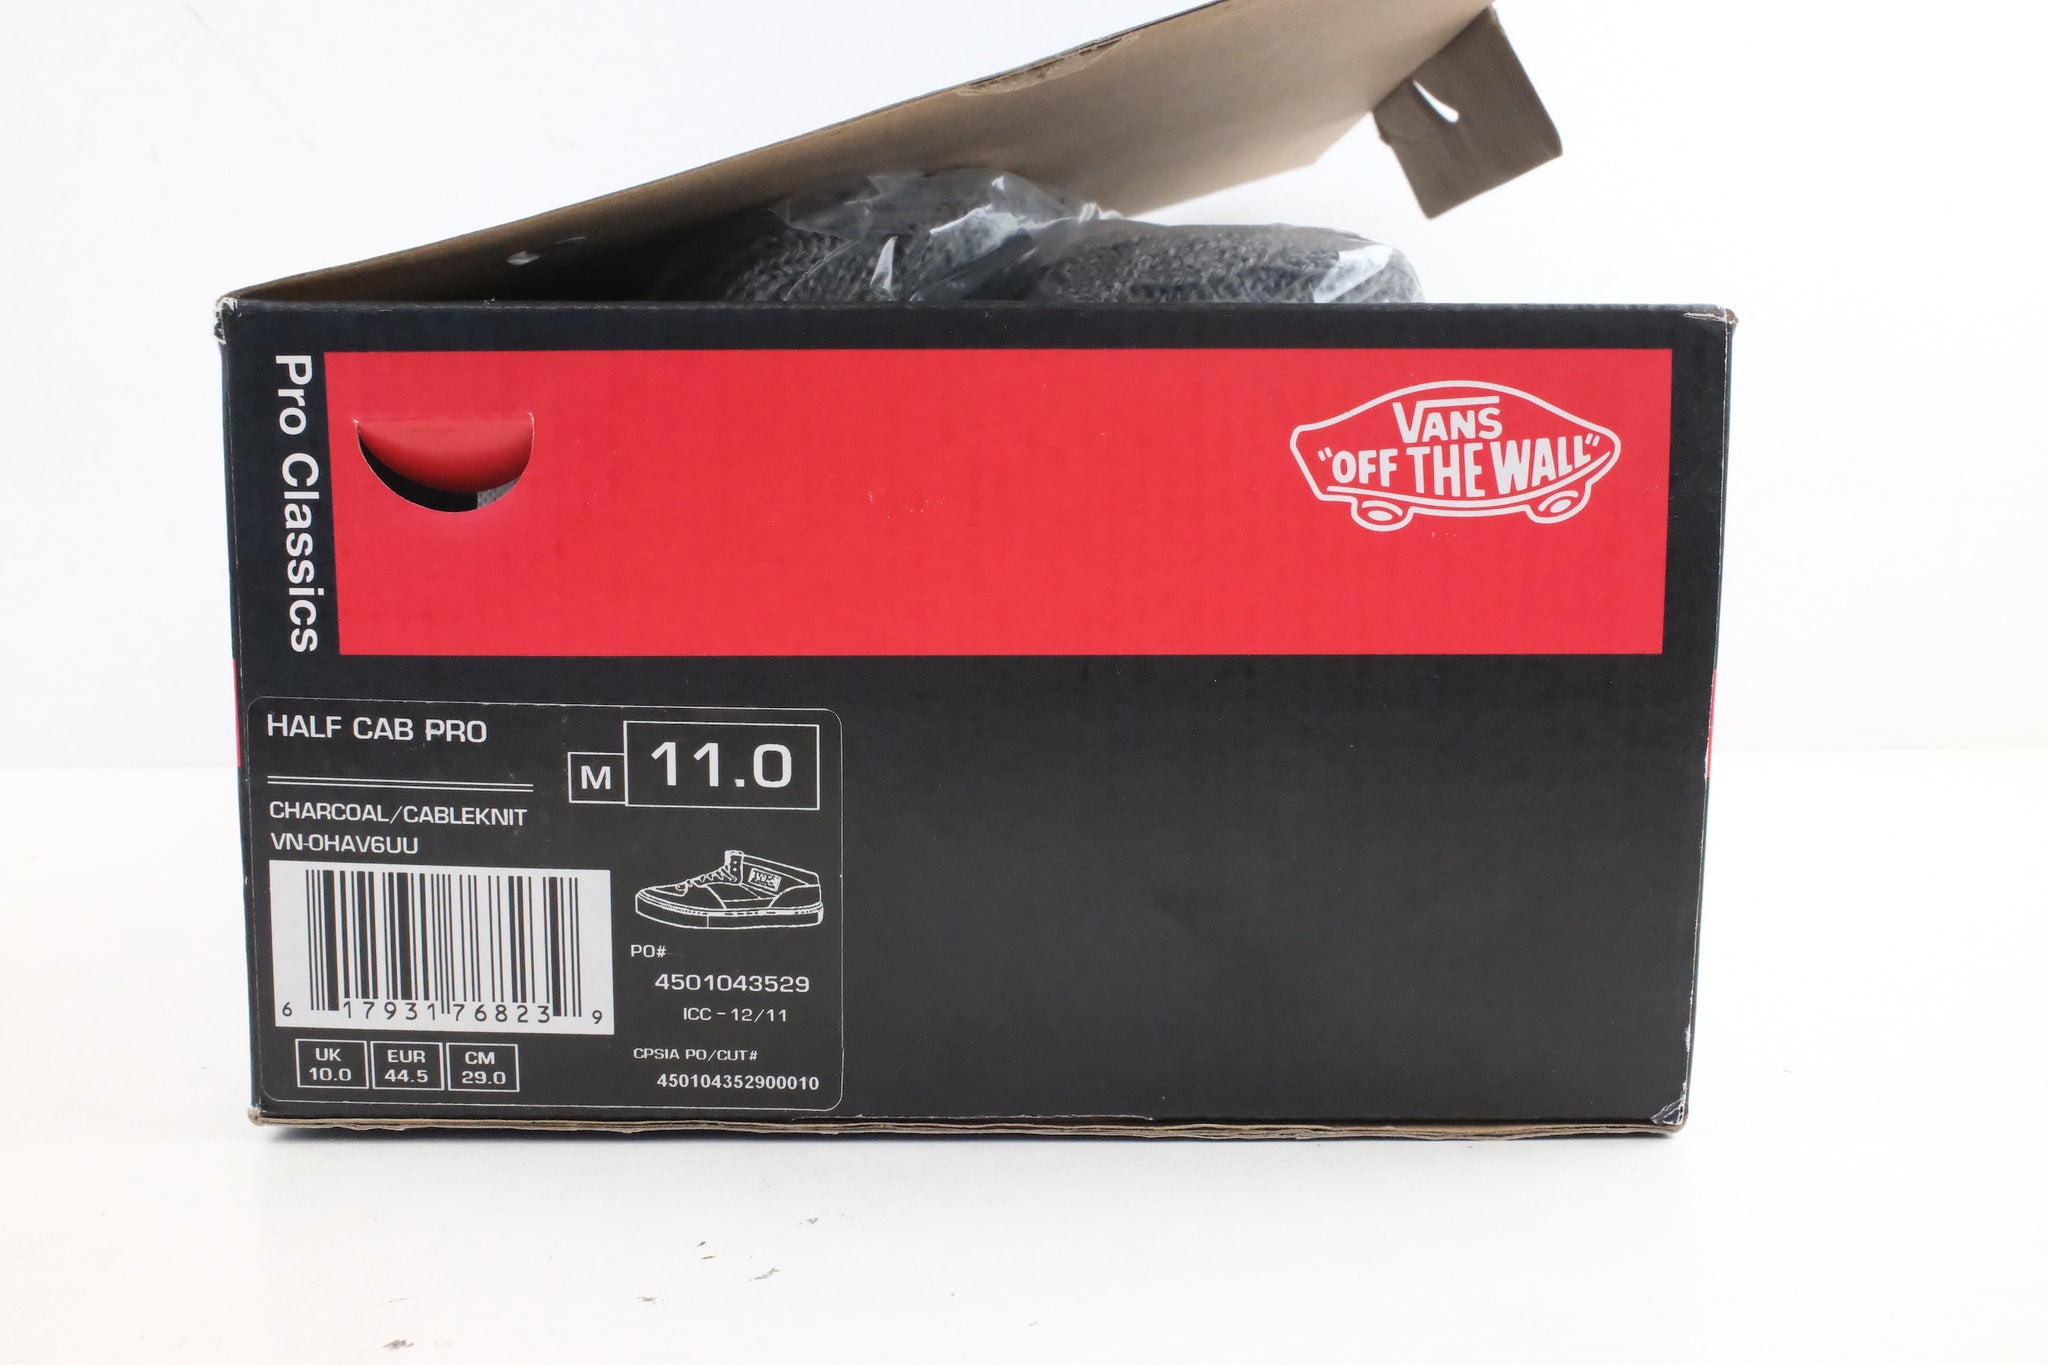 Pro Classics
VANS
"OFF THE WALL"
HALF CAB PRO
M
11.0
CHARCOAL/CABLEKNIT
VN-0HAV6UU
6 17931 76823 9
PO#
4501043529
ICC - 12/11
CPSIA PO/CUT#
450104352900010
UK
10.0
EUR
44.5
CM
29.0